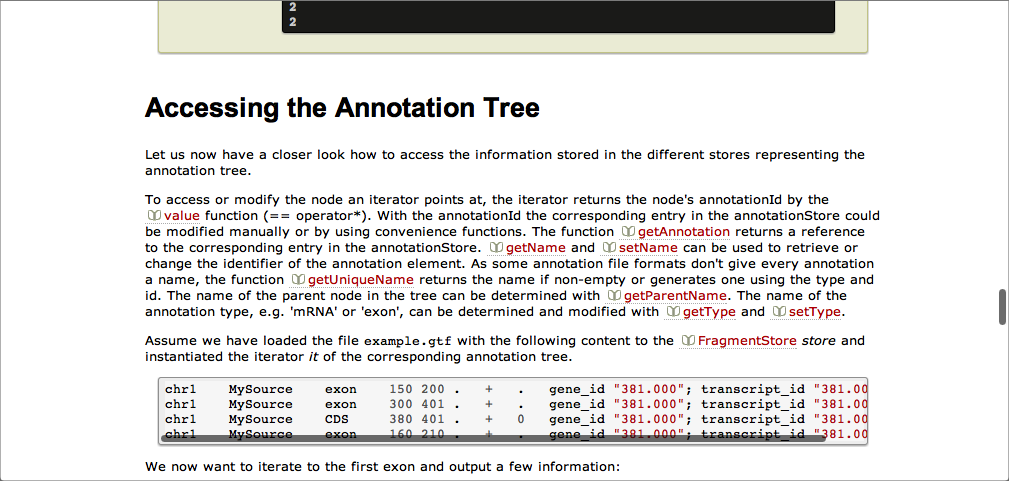 2
2
Accessing the Annotation Tree
Let us now have a closer look how to access the information stored in the different stores representing the
annotation tree.
To access or modify the node an iterator points at, the iterator returns the node's annotationId by the
value function (== operator*). With the annotationId the corresponding entry in the annotationStore could
be modified manually or by using convenience functions. The function getAnnotation returns a reference
to the corresponding entry in the annotationStore. getName and setName can be used to retrieve or
change the identifier of the annotation element. As some annotation file formats don't give every annotation
a name, the function getUniqueName returns the name if non-empty or generates one using the type and
id. The name of the parent node in the tree can be determined with getParentName. The name of the
annotation type, e.g. 'mRNA' or 'exon', can be determined and modified with getType and setType.
Assume we have loaded the file example.gtf with the following content to the FragmentStore store and
instantiated the iterator it of the corresponding annotation tree.
chr1 MySource exon 150 200 . + . gene_id "381.000"; transcript_id "381.00
chr1 MySource exon 300 401 . + . gene_id "381.000"; transcript_id "381.00
chr1 MySource CDS 380 401 . + 0 gene_id "381.000"; transcript_id "381.00
chr1 MySource exon 160 210 . + . gene_id "381.000"; transcript_id "381.00
We now want to iterate to the first exon and output a few information: